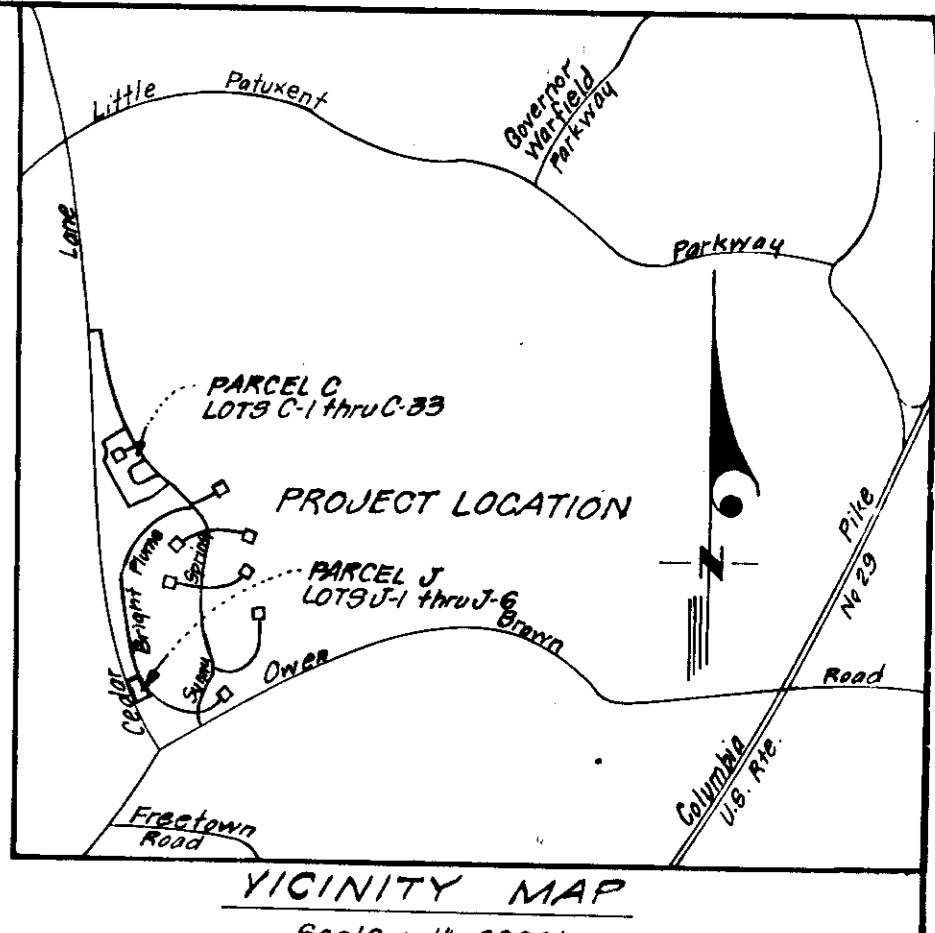 Little Patuxent
Governor
Warfield
Parkway
Lane
Parkway
PARCEL C
LOTS C-1 thru C-33
PROJECT LOCATION
Bright Plume
Spring
PARCEL J
LOTS J-1 thru J-6
N
Pike
No 29
Cedar
Owen Brown
Road
Columbia
U.S. Rte.
Freetown
Road
VICINITY MAP